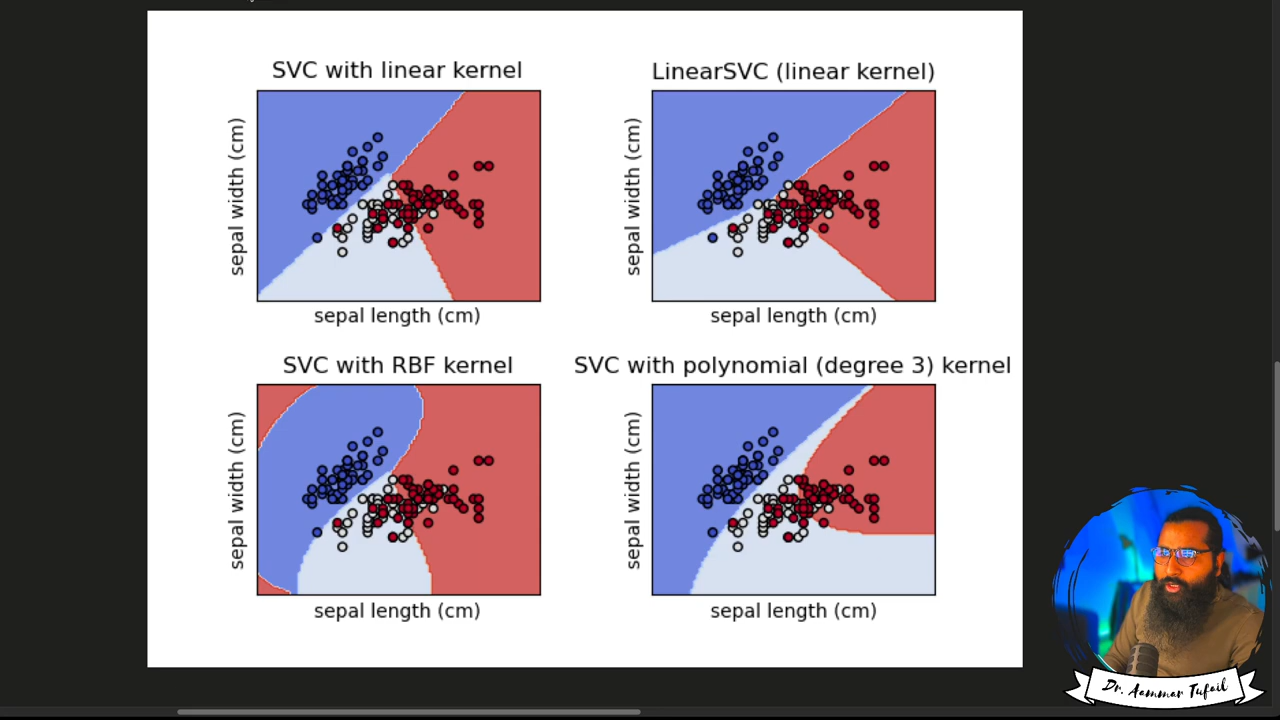 SVC with linear kernel
LinearSVC (linear kernel)
sepal width (cm)
sepal width (cm)
sepal length (cm)
sepal length (cm)
SVC with RBF kernel
SVC with polynomial (degree 3) kernel
sepal width (cm)
sepal width (cm)
sepal length (cm)
sepal length (cm)
Dr. Aammar Tufail